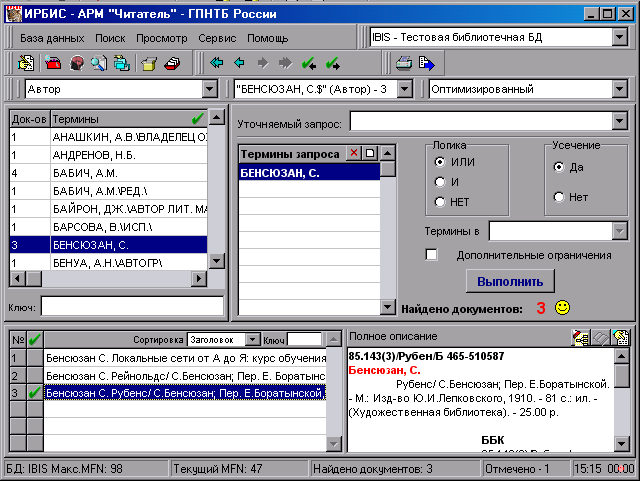 ИРБИС - АРМ "Читатель" - ГПНТБ России
База данных Поиск Просмотр Сервис Помощь
IBIS - Тестовая библиотечная БД
Автор
"БЕНСЮЗАН, С.$" (Автор) - 3
Оптимизированный
Док-ов Термины
1 АНАШКИН, А.В.\ВЛАДЕЛЕЦ
1 АНДРЕНОВ, Н.Б.
4 БАБИЧ, А.М.
1 БАБИЧ, А.М.\РЕД.\
1 БАЙРОН, ДЖ.\АВТОР ЛИТ.
1 БАРСОВА, В.\ИСП.\
3 БЕНСЮЗАН, С.
1 БЕНУА, А.Н.\АВТОГР\
Ключ:
Уточняемый запрос:
Термины запроса
БЕНСЮЗАН, С.
Логика
ИЛИ
И
НЕТ
Усечение
Да
Нет
Термины в
Дополнительные ограничения
Выполнить
Найдено документов: 3
№ Сортировка Заголовок Ключ
1 Бенсюзан С. Локальные сети от А до Я: курс обучения
2 Бенсюзан С. Рейнольдс/ С.Бенсюзан; Пер. Е. Боратынс
3 Бенсюзан С. Рубенс/ С.Бенсюзан; Пер. Е.Боратынской,
Полное описание
85.143(3)/Рубен/Б 465-510587
Бенсюзан, С.
Рубенс/ С.Бенсюзан; Пер. Е.Боратынской.
- М.: Изд-во Ю.И.Лепковского, 1910. - 81 с.: ил. -
(Художественная библиотека). - 25.00 р.
ББК
БД: IBIS Макс.MFN: 98 Текущий MFN: 47 Найдено документов: 3 Отмечено - 1 15:15 00:00